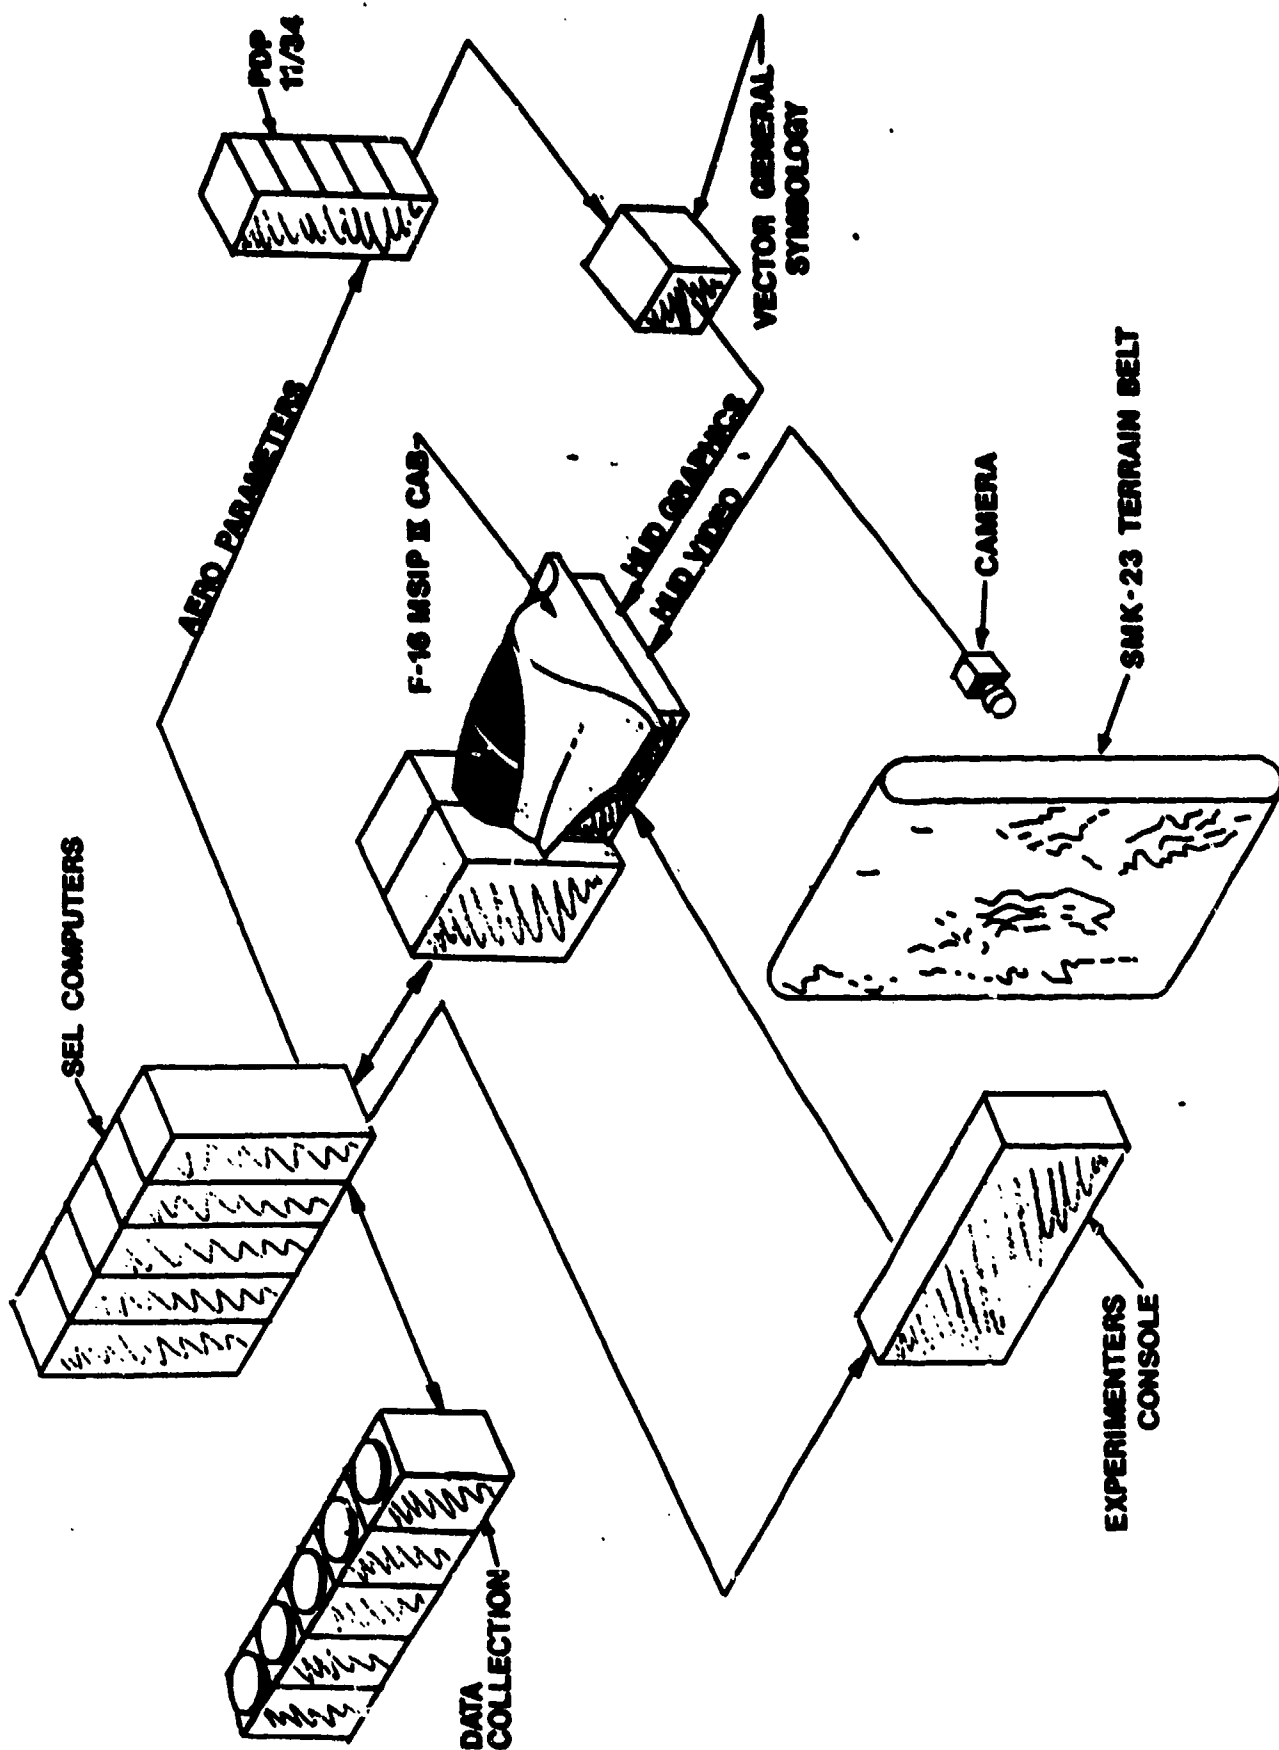 SEL COMPUTERS
AERO PARAMETERS
PDP
11/34
DATA
COLLECTION
F-16 MSIP II CAB
HUD GRAPHICS
HUD VIDEO
VECTOR GENERAL
SYMBOLOGY
CAMERA
EXPERIMENTERS
CONSOLE
SMK-23 TERRAIN BELT